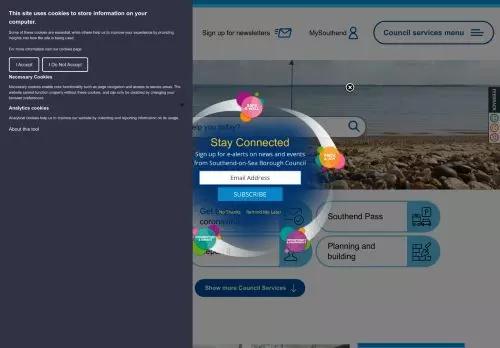 This site uses cookies to store information on your
computer.
Some of these cookies are essential, while others help us to improve your experience by providing
insights into how the site is being used.
For more information visit our cookies page
I Accept
I Do Not Accept
Necessary Cookies
Necessary cookies enable core functionality such as page navigation and access to secure areas. The
website cannot function properly without these cookies, and can only be disabled by changing your
browser preferences.
Analytics cookies
Analytical cookies help us to improve our website by collecting and reporting information on its usage.
About this tool
Sign up for newsletters
MySouthend
Council services menu
FEEDBACK
elp you today?
Stay Connected
Sign up for e-alerts on news and events
from Southend-on-Sea Borough Council
Email Address
SUBSCRIBE
No Thanks
Remind Me Later
SAFE
& WELL
PRIDE
& JOY
Southend Pass
Planning and
building
Show more Council Services